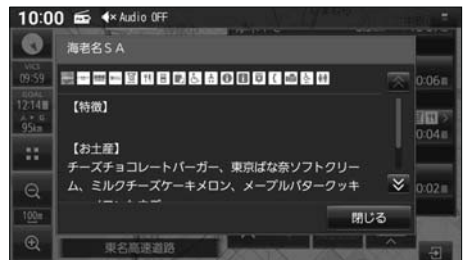 10:00 Audio OFF
海老名SA
VICS
09:59
GOAL
12:14
95km
【特徴】
0:06
0:04
【お土産】
チーズチョコレートバーガー、東京ばな奈ソフトクリー
ム、ミルクチーズケーキメロン、メープルバタークッキ
0:02
100m
閉じる
東名高速道路